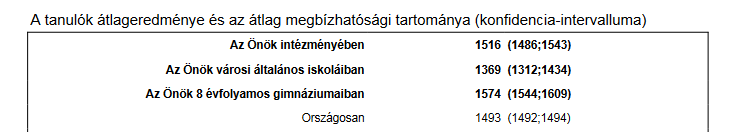 A tanulók átlageredménye és az átlag megbízhatósági tartománya (konfidencia-intervalluma)
Az Önök intézményében 1516 (1486;1543)
Az Önök városi általános iskoláiban 1369 (1312;1434)
Az Önök 8 évfolyamos gimnáziumaiban 1574 (1544;1609)
Országosan 1493 (1492;1494)